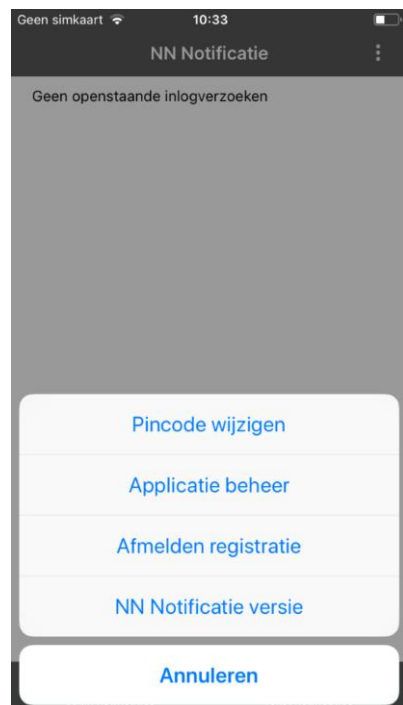 Geen simkaart 10:33
NN Notificatie
Geen openstaande inlogverzoeken
Pincode wijzigen
Applicatie beheer
Afmelden registratie
NN Notificatie versie
Annuleren